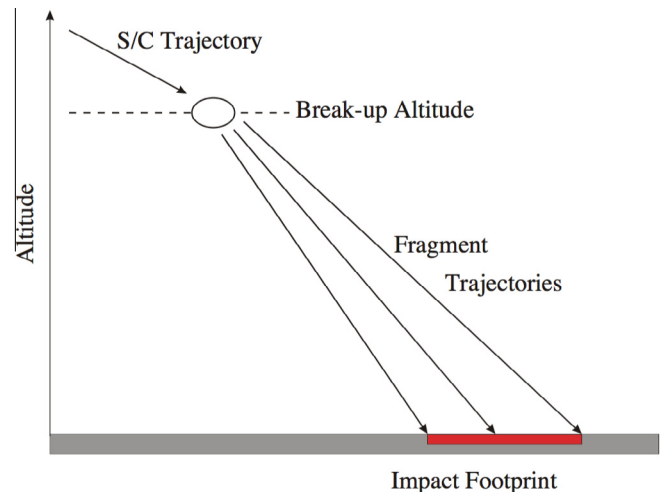 S/C Trajectory
Break-up Altitude
Altitude
Fragment
Trajectories
Impact Footprint